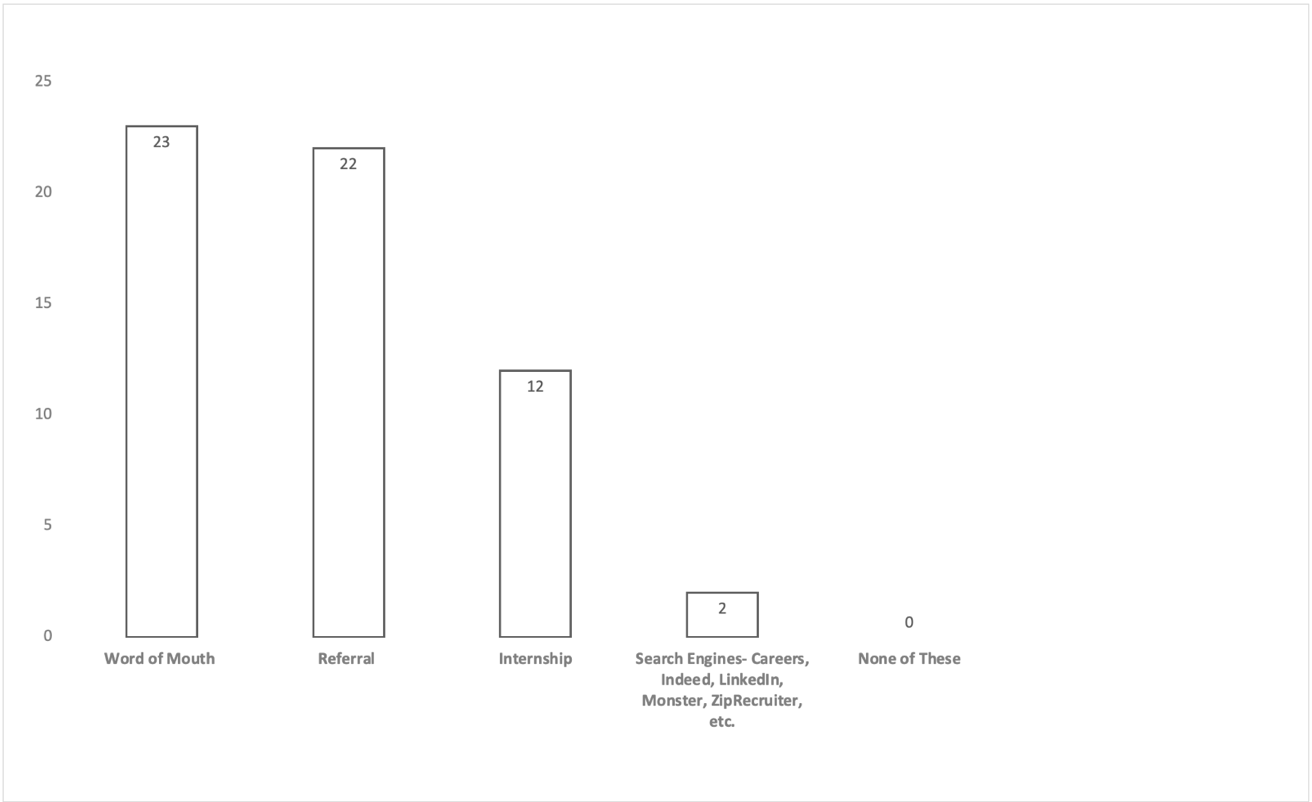 25
23
22
20
15
12
10
5
2
0
0
Word of Mouth
Referral
Internship
Search Engines- Careers,
Indeed, LinkedIn,
Monster, ZipRecruiter,
etc.
None of These